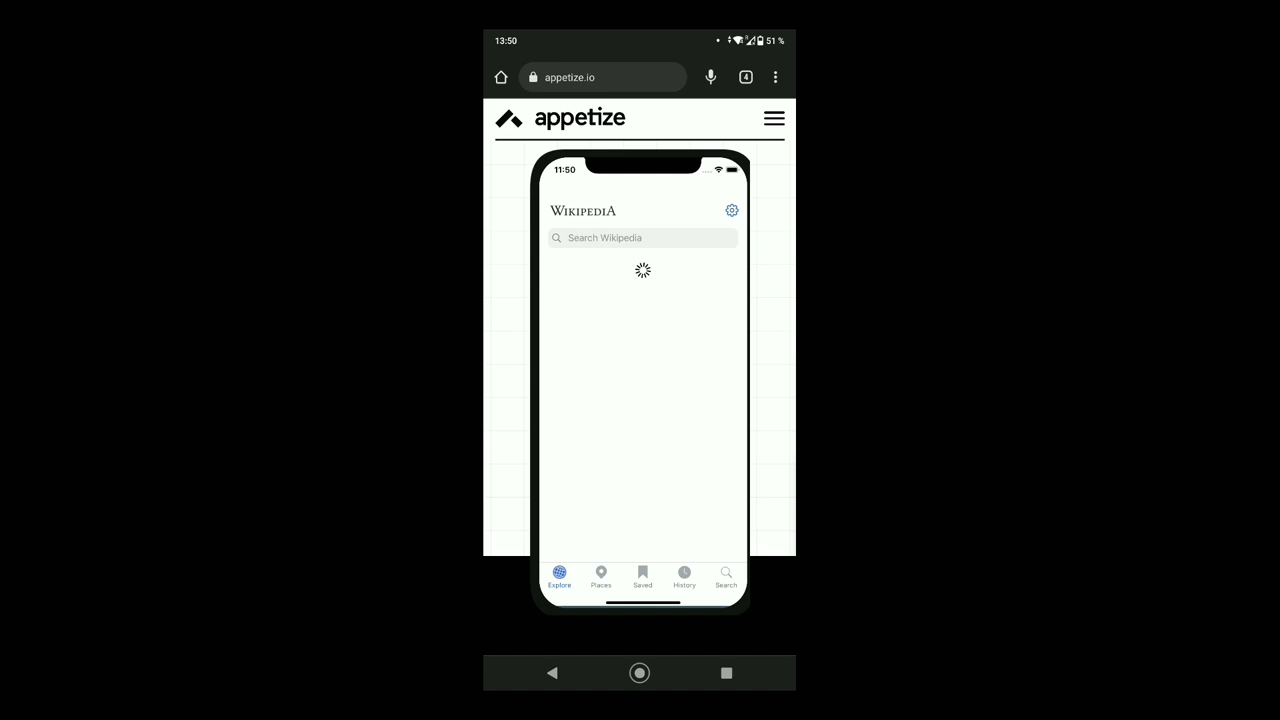 13:50
51 %
appetize.io
4
appetize
11:50
WIKIPEDIA
Search Wikipedia
Explore
Places
Saved
History
Search